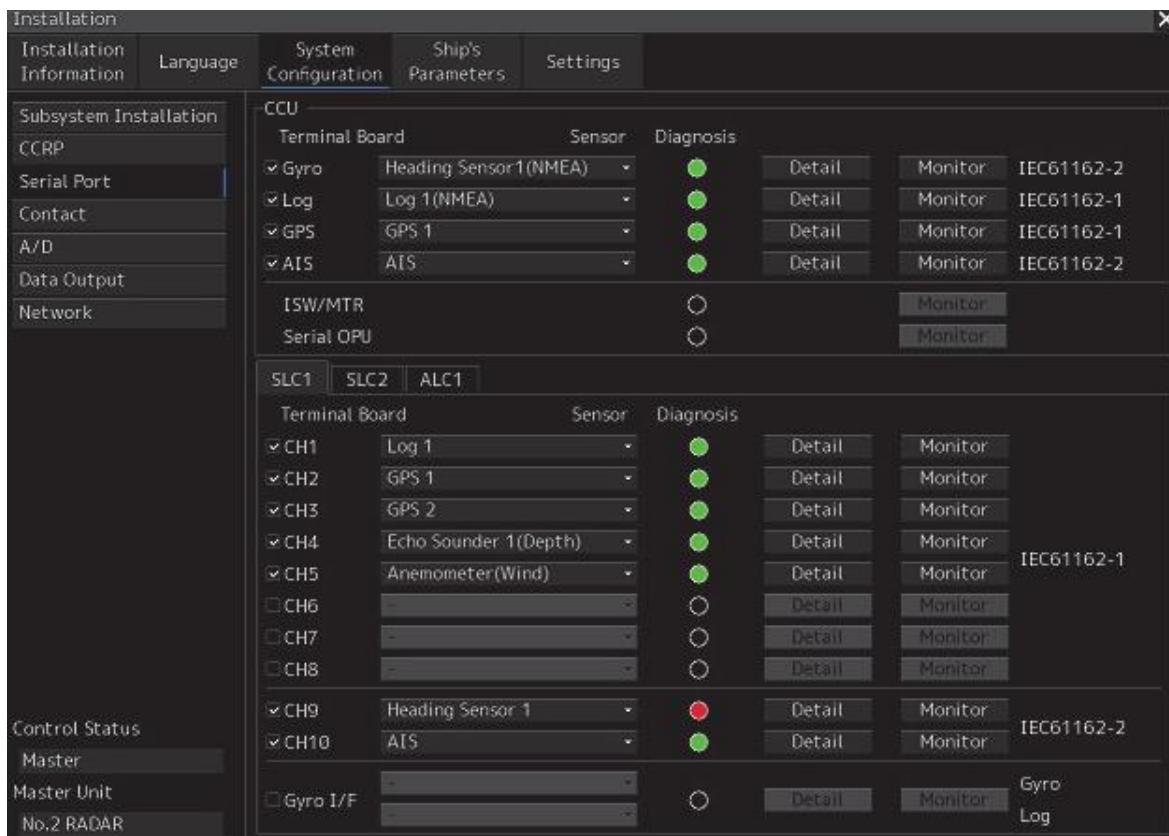 Installation
Installation Information Language System Configuration Ship's Parameters Settings
Subsystem Installation
CCRP
Serial Port
Contact
A/D
Data Output
Network
Control Status
Master
Master Unit
No.2 RADAR
CCU
Terminal Board Sensor Diagnosis
Gyro Heading Sensor1(NMEA) Detail Monitor IEC61162-2
Log Log 1(NMEA) Detail Monitor IEC61162-1
GPS GPS 1 Detail Monitor IEC61162-1
AIS AIS Detail Monitor IEC61162-2
ISW/MTR Monitor
Serial OPU Monitor
SLC1 SLC2 ALC1
Terminal Board Sensor Diagnosis
CH1 Log 1 Detail Monitor
CH2 GPS 1 Detail Monitor
CH3 GPS 2 Detail Monitor
CH4 Echo Sounder 1(Depth) Detail Monitor
IEC61162-1
CH5 Anemometer(Wind) Detail Monitor
CH6 - Detail Monitor
CH7 - Detail Monitor
CH8 - Detail Monitor
CH9 Heading Sensor 1 Detail Monitor
IEC61162-2
CH10 AIS Detail Monitor
Gyro I/F - - Detail Monitor Gyro
Log